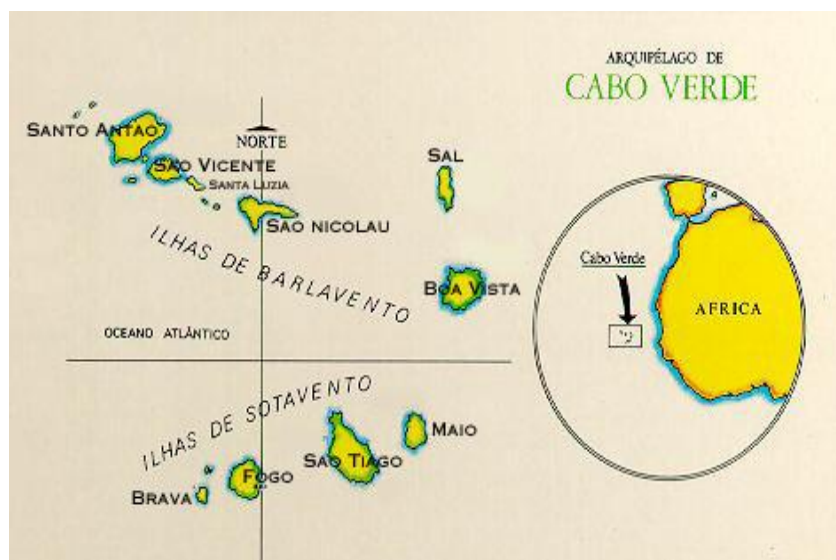 ARQUIPÉLAGO DE
CABO VERDE
SANTO ANTAO
NORTE
SAO VICENTE
SANTA LUZIA
SAL
SAO NICOLAU
ILHAS DE BARLAVENTO
BOA VISTA
OCEANO ATLÂNTICO
Cabo Verde
AFRICA
ILHAS DE SOTAVENTO
MAIO
SAO TIAGO
FOGO
BRAVA